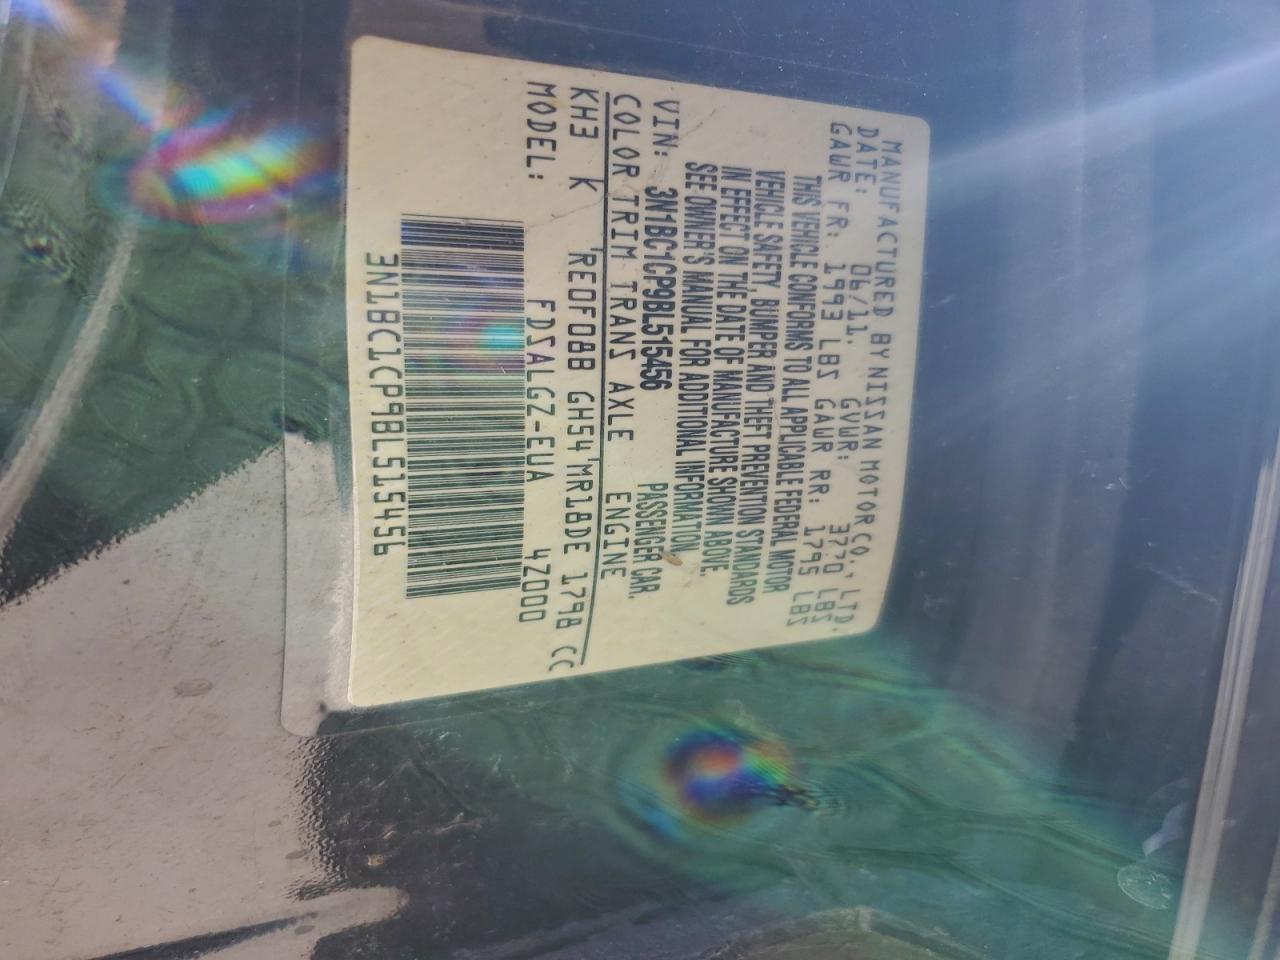 MANUFACTURED BY NISSAN MOTOR CO., LTD.
DATE: 06/11. GVWR: 3770 LBS
GAWR FR: 1993 LBS GAWR RR: 1795 LBS
THIS VEHICLE CONFORMS TO ALL APPLICABLE FEDERAL MOTOR
VEHICLE SAFETY, BUMPER AND THEFT PREVENTION STANDARDS
IN EFFECT ON THE DATE OF MANUFACTURE SHOWN ABOVE.
SEE OWNER'S MANUAL FOR ADDITIONAL INFORMATION.
VIN: 3N1BC1CP9BL515456 PASSENGER CAR.
COLOR TRIM TRANS AXLE ENGINE
KH3 K RE0F08B GH54 MR18DE 1798 CC
MODEL: FDSALGZ-EUA 4Z000
3N1BC1CP9BL515456